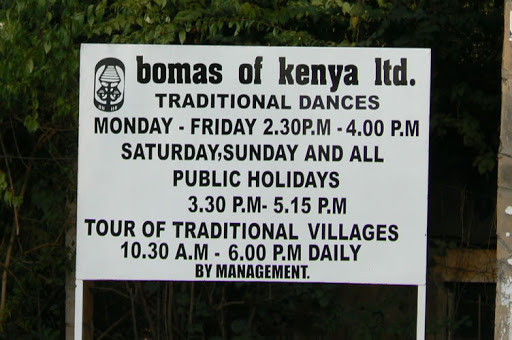 bomas of kenya ltd.
TRADITIONAL DANCES
MONDAY - FRIDAY 2.30P.M - 4.00 P.M
SATURDAY,SUNDAY AND ALL
PUBLIC HOLIDAYS
3.30 P.M- 5.15 P.M
TOUR OF TRADITIONAL VILLAGES
10.30 A.M - 6.00 P.M DAILY
BY MANAGEMENT.